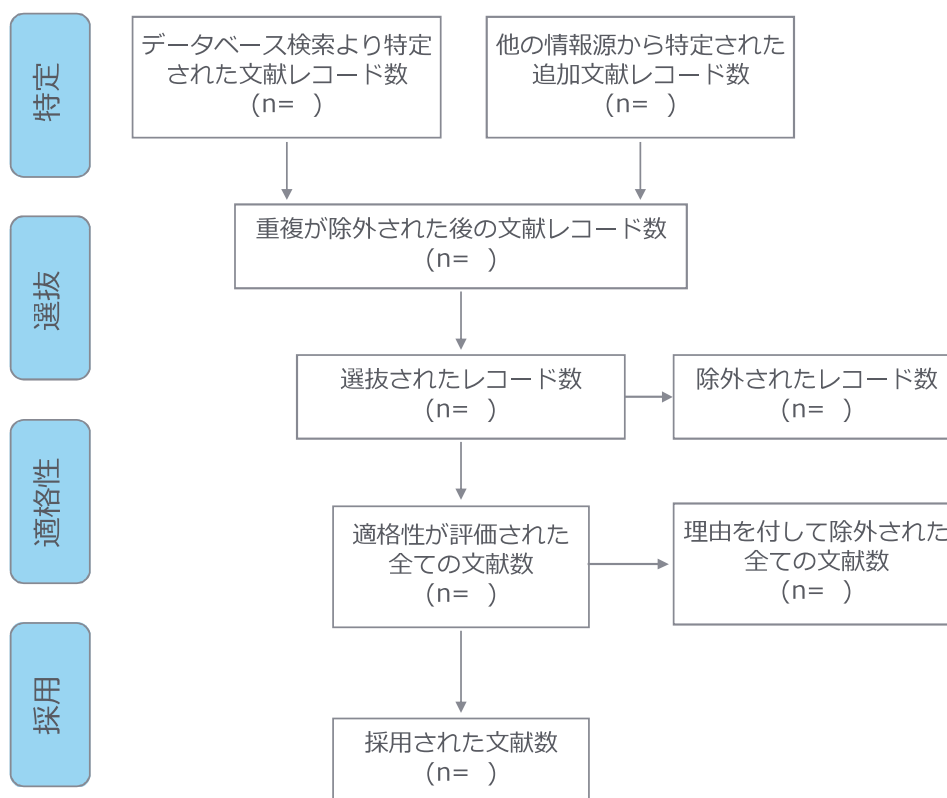 特定
データベース検索より特定
された文献レコード数
(n=  )
他の情報源から特定された
追加文献レコード数
(n=  )
選抜
重複が除外された後の文献レコード数
(n=  )
選抜されたレコード数
(n=  )
除外されたレコード数
(n=  )
適格性
適格性が評価された
全ての文献数
(n=  )
理由を付して除外された
全ての文献数
(n=  )
採用
採用された文献数
(n=  )